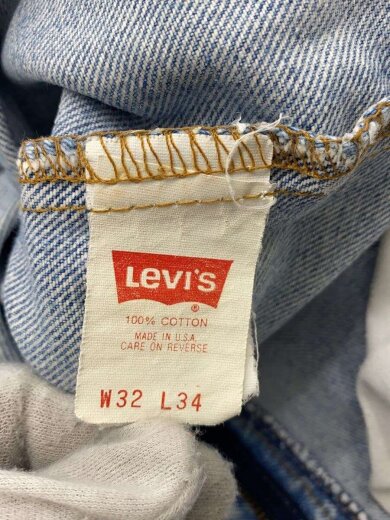 Levi's
®
100% COTTON
MADE IN U.S.A.
CARE ON REVERSE
W32 L34